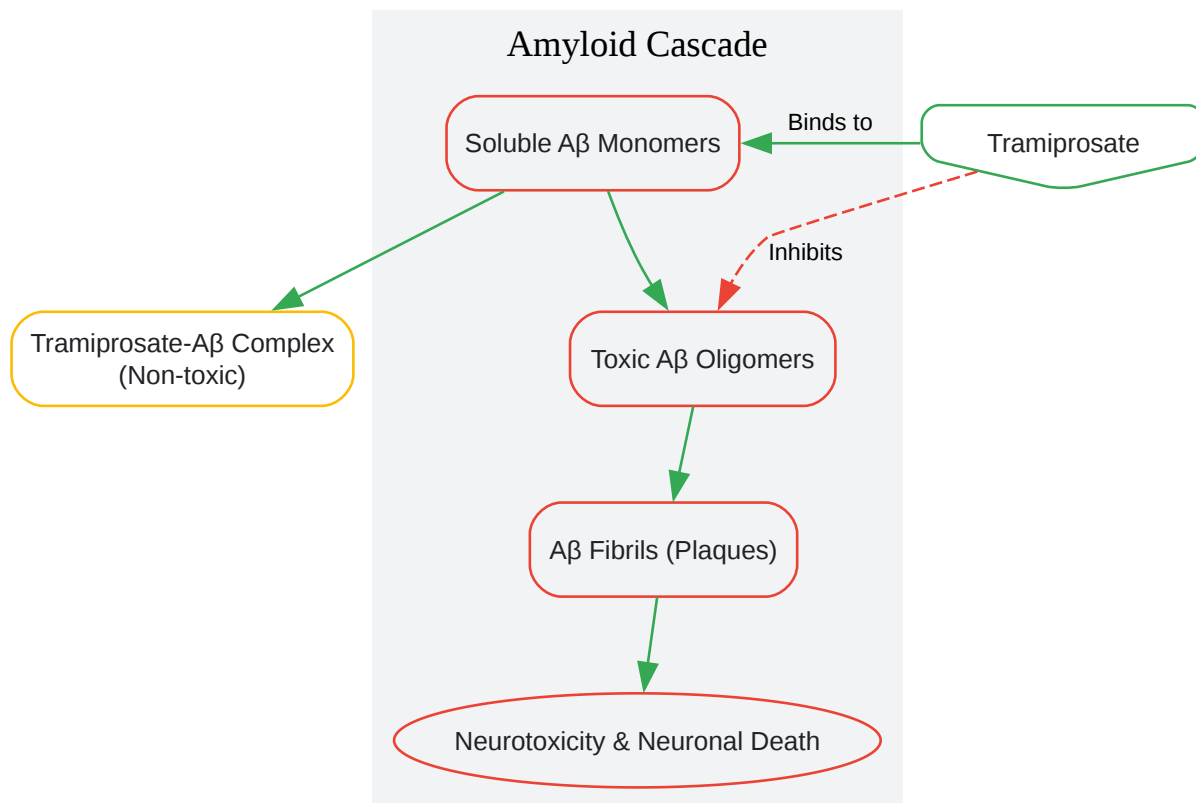 Amyloid Cascade
Soluble Aβ Monomers
Binds to
Tramiprosate
Inhibits
Tramiprosate-Aβ Complex
(Non-toxic)
Toxic Aβ Oligomers
Aβ Fibrils (Plaques)
Neurotoxicity & Neuronal Death